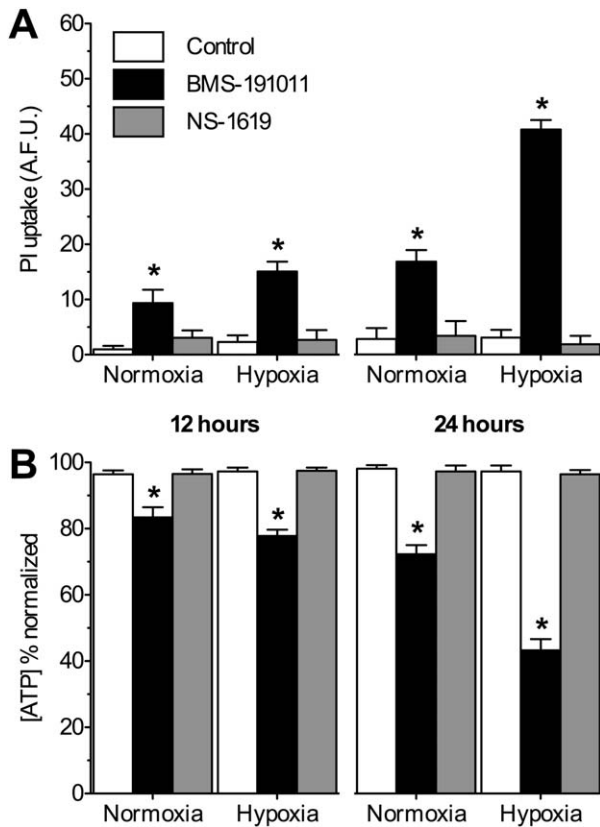 A
60
50
40
30
20
10
0
PI uptake (A.F.U.)
Control
BMS-191011
NS-1619
* * * *
Normoxia Hypoxia Normoxia Hypoxia
12 hours 24 hours
B
100
80
60
40
20
0
[ATP] % normalized
* * * *
Normoxia Hypoxia Normoxia Hypoxia